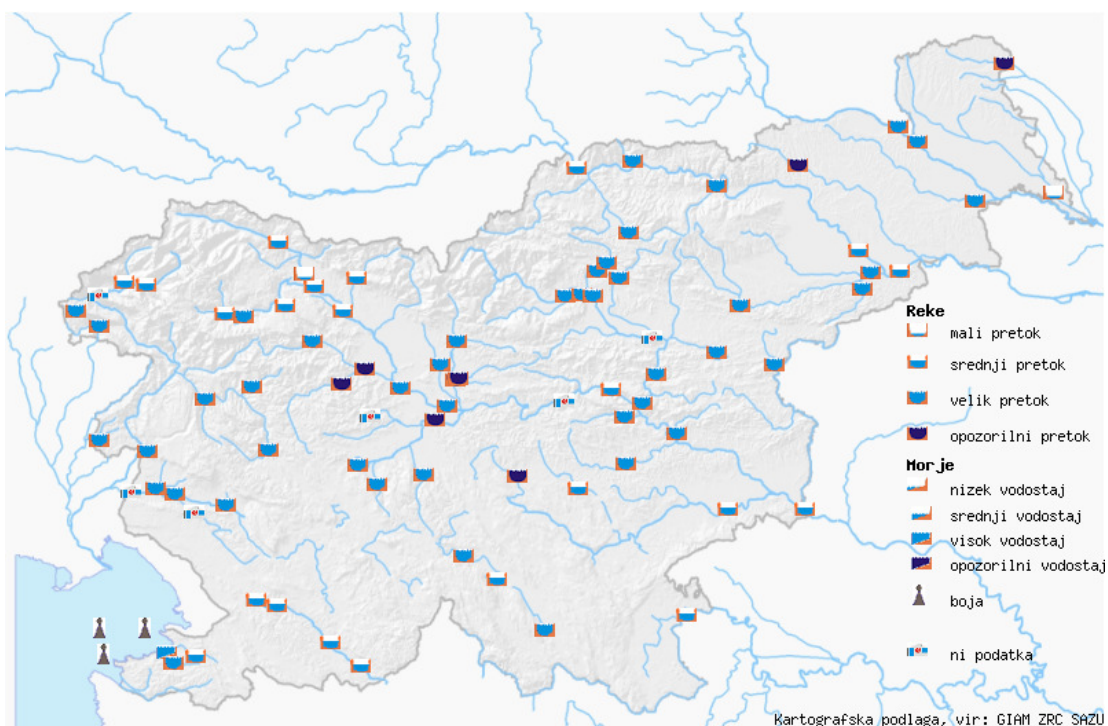 Reke
mali pretok
srednji pretok
velik pretok
opozorilni pretok
Morje
nizek vodostaj
srednji vodostaj
visok vodostaj
opozorilni vodostaj
boja
ni podatka
Kartografska podlaga, vir: GIAM ZRC SAZU